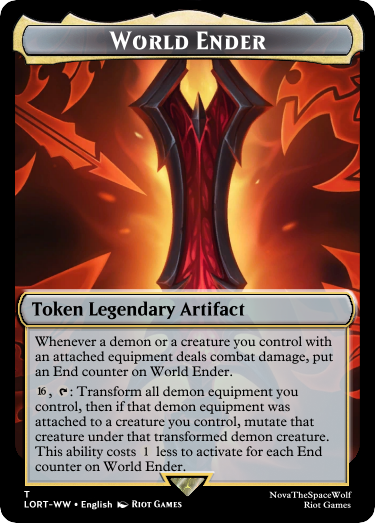 World Ender
Token Legendary Artifact
Whenever a demon or a creature you control with
an attached equipment deals combat damage, put
an End counter on World Ender.
16, : Transform all demon equipment you
control, then if that demon equipment was
attached to a creature you control, mutate that
creature under that transformed demon creature.
This ability costs 1 less to activate for each End
counter on World Ender.
T
LORT-WW • English Riot Games
NovaTheSpaceWolf
Riot Games